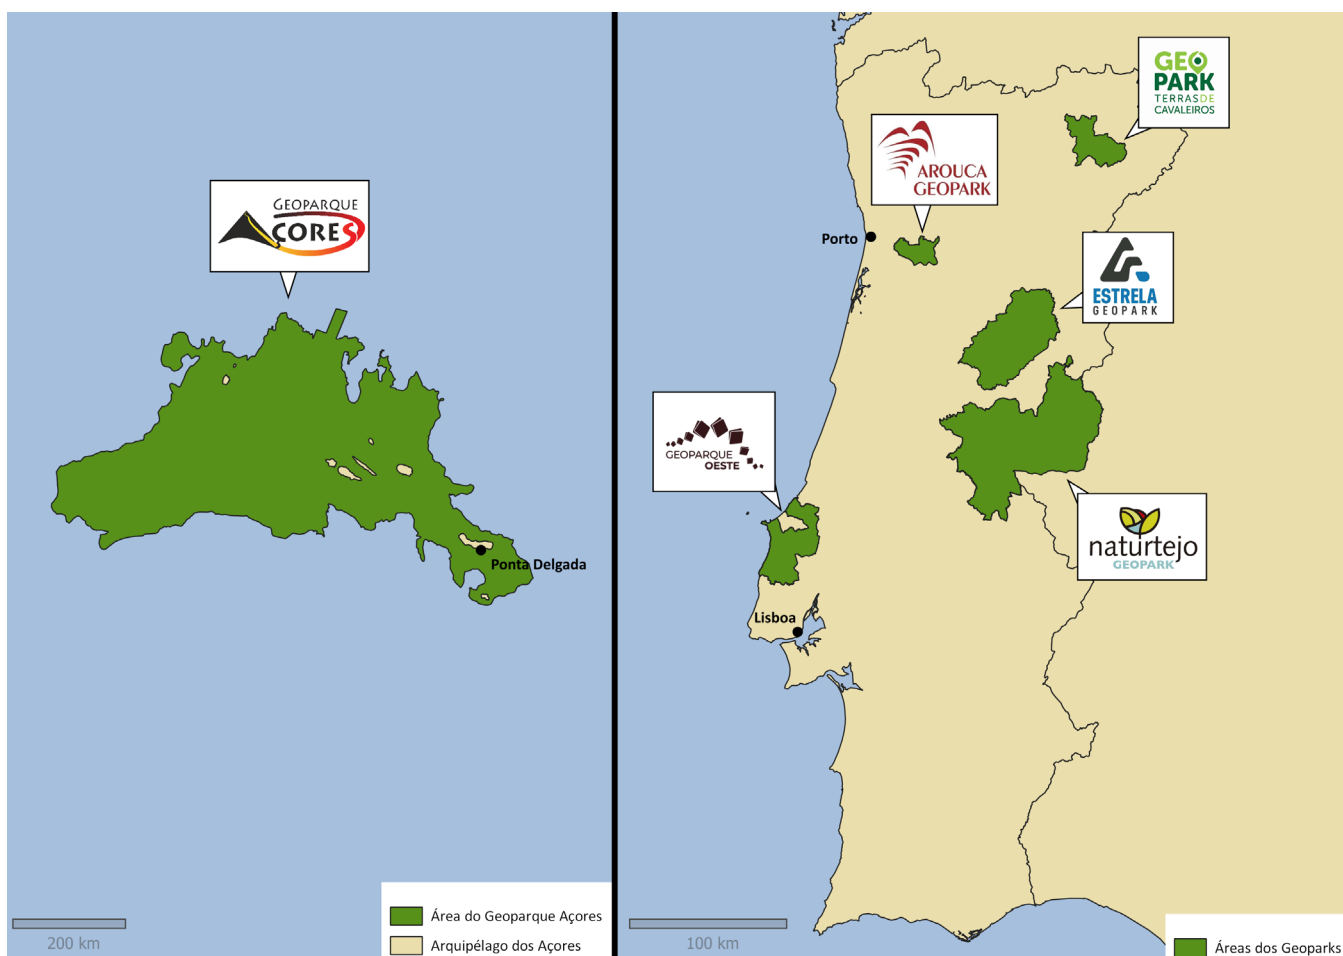 GEOPARQUE
CORES
Ponta Delgada
200 km
Área do Geoparque Açores
Arquipélago dos Açores
GEO
PARK
TERRAS DE
CAVALEIROS
AROUCA
GEOPARK
Porto
ESTRELA
GEOPARK
GEOPARQUE
OESTE
naturtejo
GEOPARK
Lisboa
100 km
Áreas dos Geoparks